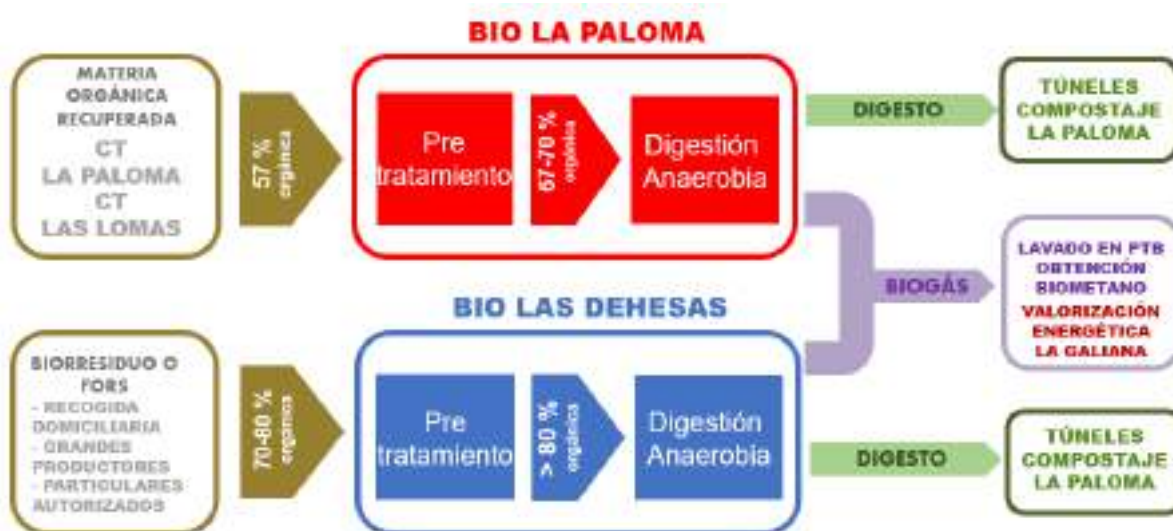 BIO LA PALOMA
MATERIA
ORGÁNICA
RECUPERADA
CT
LA PALOMA
CT
LAS LOMAS
57 %
orgánica
Pre
tratamiento
67-70 %
orgánica
Digestión
Anaerobia
DIGESTO
TÚNELES
COMPOSTAJE
LA PALOMA
BIOGÁS
LAVADO EN PTB
OBTENCIÓN
BIOMETANO
VALORIZACIÓN
ENERGÉTICA
LA GALIANA
BIO LAS DEHESAS
BIORRESIDUO O
FORS
- RECOGIDA
DOMICILIARIA
- GRANDES
PRODUCTORES
- PARTICULARES
AUTORIZADOS
70-80 %
orgánica
Pre
tratamiento
> 80 %
orgánica
Digestión
Anaerobia
DIGESTO
TÚNELES
COMPOSTAJE
LA PALOMA